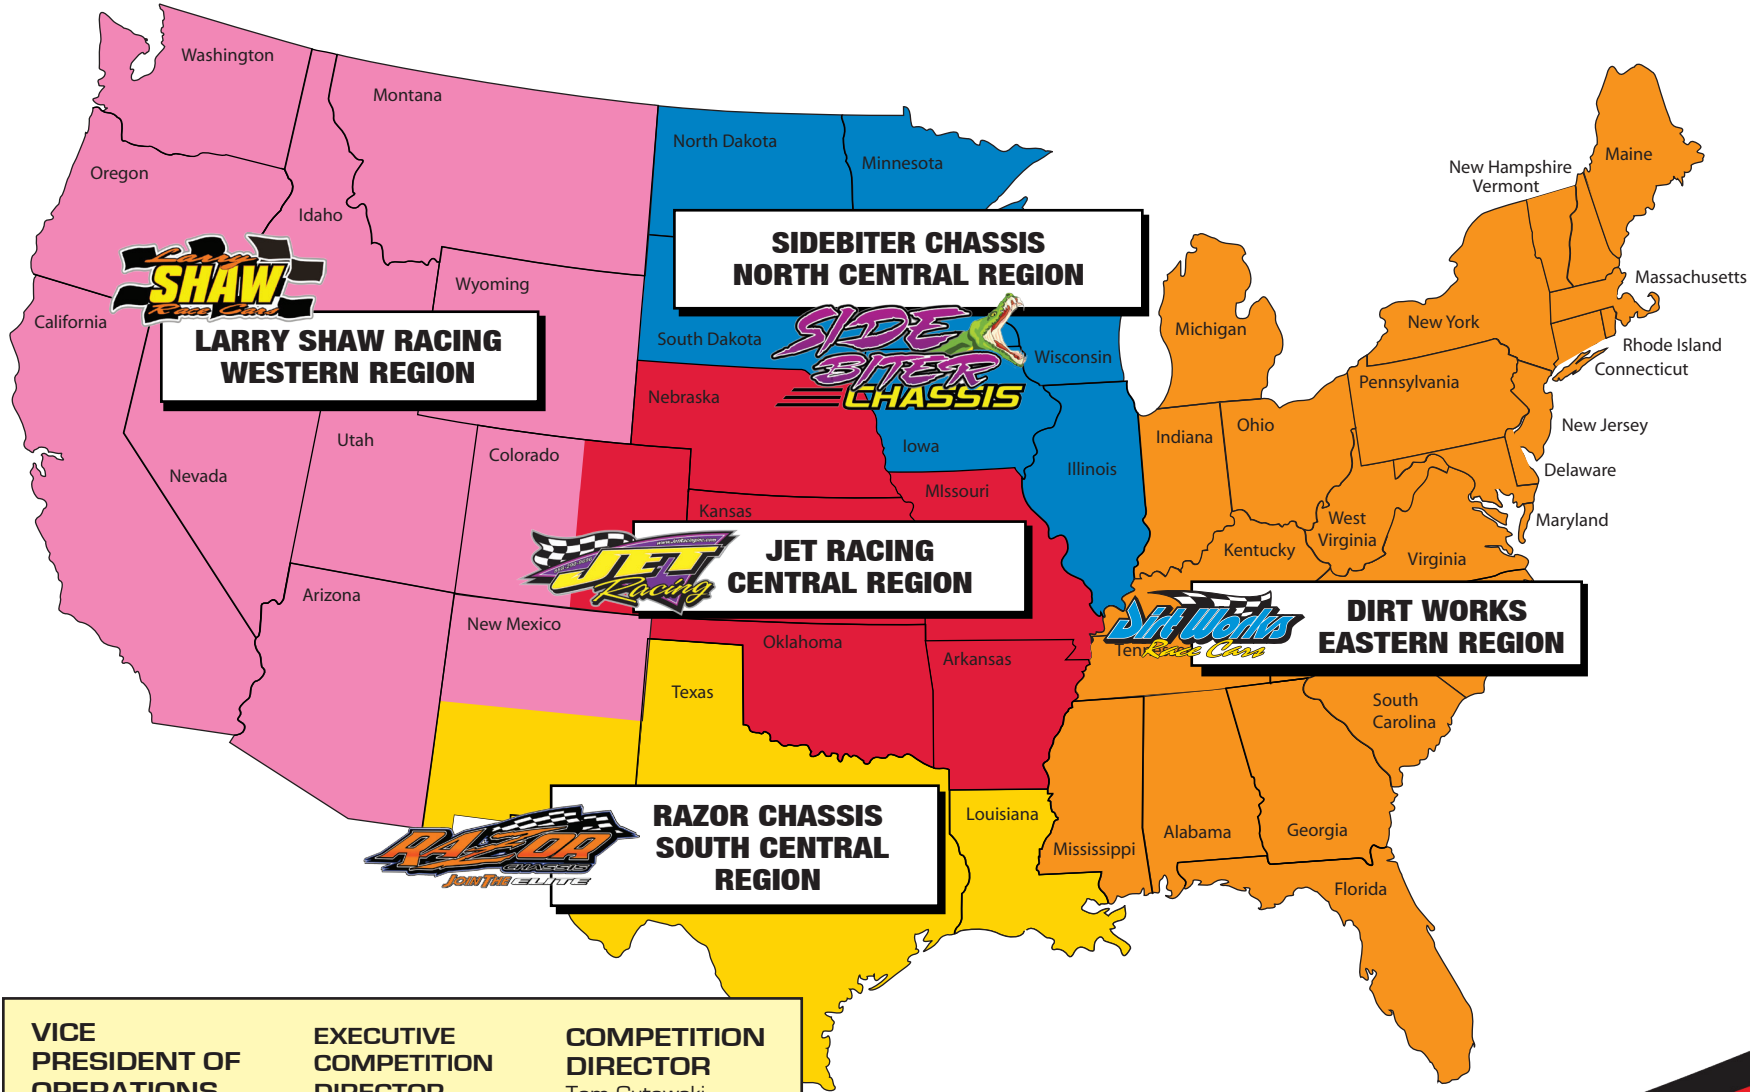 Washington
Montana
North Dakota
Minnesota
Oregon
Idaho
New Hampshire
Vermont
Maine
SIDEBITER CHASSIS
NORTH CENTRAL REGION
Larry
SHAW
Race Cars
Wyoming
Massachusetts
California
South Dakota
SIDE
BITER
CHASSIS
Wisconsin
Michigan
New York
LARRY SHAW RACING
WESTERN REGION
Rhode Island
Connecticut
Nebraska
Pennsylvania
New Jersey
Utah
Colorado
Iowa
Illinois
Indiana
Ohio
Nevada
Delaware
MIssouri
Kansas
West
Virginia
Maryland
Kentucky
Virginia
JET
Racing
JET RACING
CENTRAL REGION
Arizona
New Mexico
Oklahoma
Arkansas
Dirt Works
Race Cars
DIRT WORKS
EASTERN REGION
Texas
South
Carolina
RAZOR
CHASSIS
JOIN THE ELITE
RAZOR CHASSIS
SOUTH CENTRAL
REGION
Louisiana
Mississippi
Alabama
Georgia
Florida
VICE
PRESIDENT OF
OPERATIONS
EXECUTIVE
COMPETITION
DIRECTOR
COMPETITION
DIRECTOR